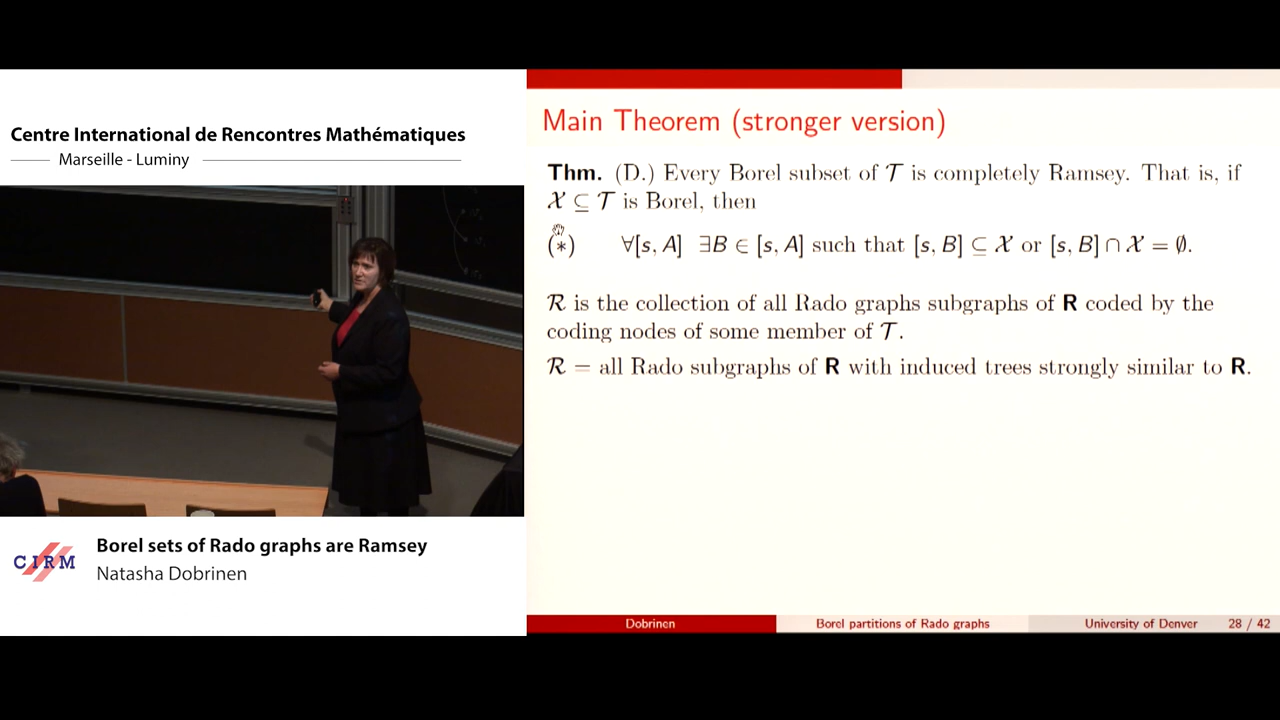 Centre International de Rencontres Mathématiques
Marseille - Luminy
Main Theorem (stronger version)
Thm. (D.) Every Borel subset of 𝒯 is completely Ramsey. That is, if
𝒳 ⊆ 𝒯 is Borel, then
(∗) ∀[s, A] ∃B ∈ [s, A] such that [s, B] ⊆ 𝒳 or [s, B] ∩ 𝒳 = ∅.
ℛ is the collection of all Rado graphs subgraphs of R coded by the
coding nodes of some member of 𝒯.
ℛ = all Rado subgraphs of R with induced trees strongly similar to R.
CIRM
Borel sets of Rado graphs are Ramsey
Natasha Dobrinen
Dobrinen Borel partitions of Rado graphs University of Denver 28 / 42